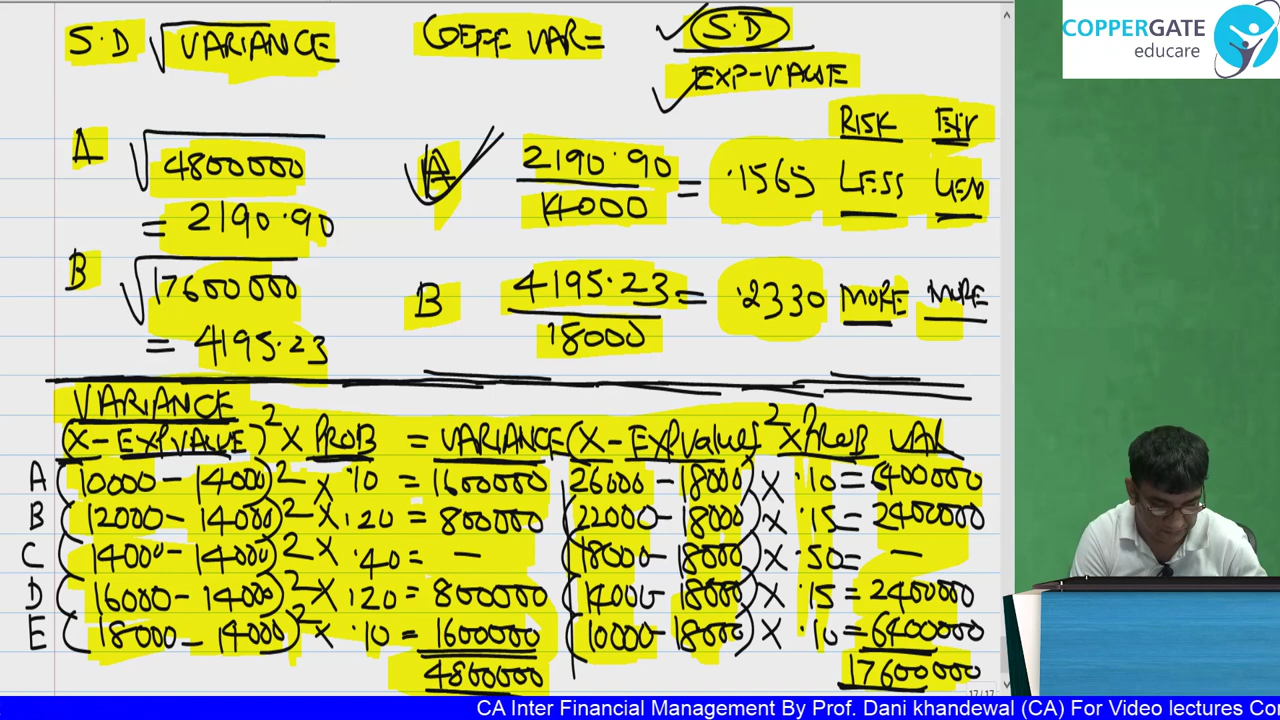 S.D √VARIANCE COEFF VAR = S.D
EXP-VALUE
RISK
A √4800000 A 2190.90 = .1565 LESS LESS
14000
= 2190.90
B √17600000 B 4195.23 = .2330 MORE MORE
18000
= 4195.23
VARIANCE
(X - EXP VALUE)² X PROB = VARIANCE (X - EXP value)² X PROB VAR
A (10000 - 14000)² X .10 = 1600000 26000 - 18000) X .10 = 6400000
B (12000 - 14000)² X .20 = 800000 (22000 - 18000) X .15 = 2400000
C (14000 - 14000)² X .40 = - (18000 - 18000) X .50 = -
D (16000 - 14000)² X .20 = 800000 (14000 - 18000) X .15 = 2400000
E (18000 - 14000)² X .10 = 1600000 (10000 - 18000) X .10 = 6400000
4800000 17600000
17/17
COPPERGATE
educare
CA Inter Financial Management By Prof. Dani khandewal (CA) For Video lectures Co